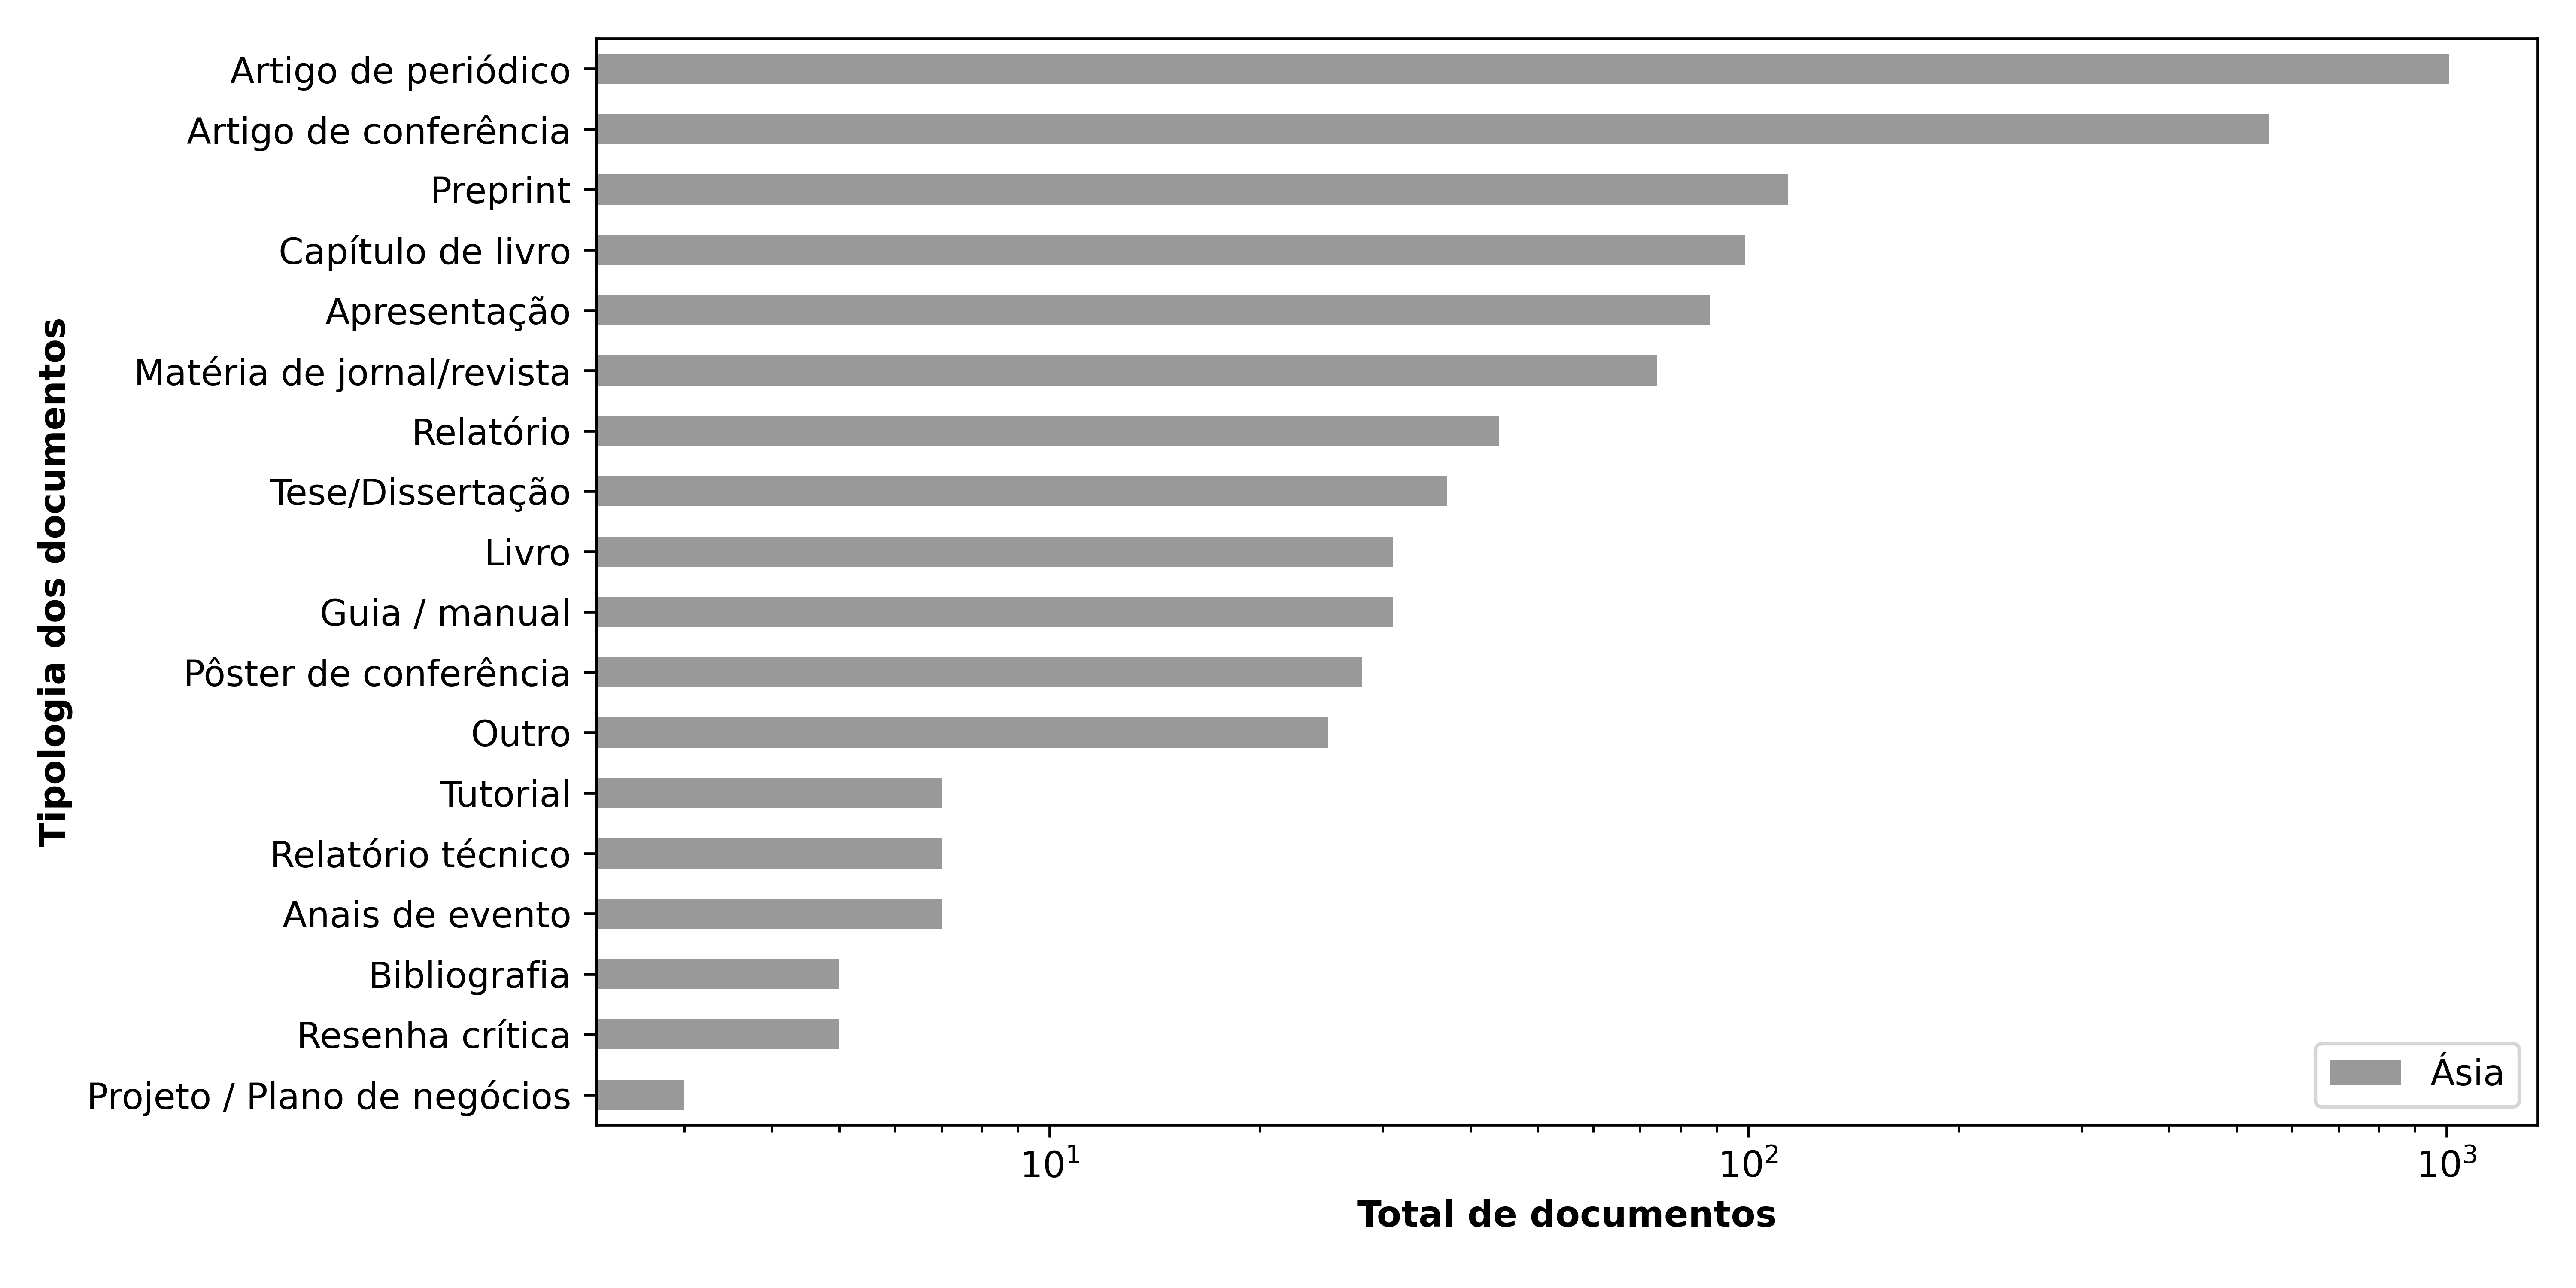 Artigo de periódico
Artigo de conferência
Preprint
Capítulo de livro
Apresentação
Matéria de jornal/revista
Relatório
Tese/Dissertação
Livro
Guia / manual
Pôster de conferência
Outro
Tutorial
Relatório técnico
Anais de evento
Bibliografia
Resenha crítica
Projeto / Plano de negócios
Tipologia dos documentos
Ásia
10¹ 10² 10³
Total de documentos